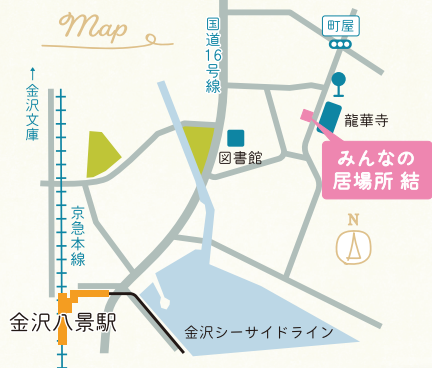 Map
国道16号線
町屋
↑金沢文庫
龍華寺
図書館
みんなの
居場所 結
京急本線
N
金沢八景駅
金沢シーサイドライン